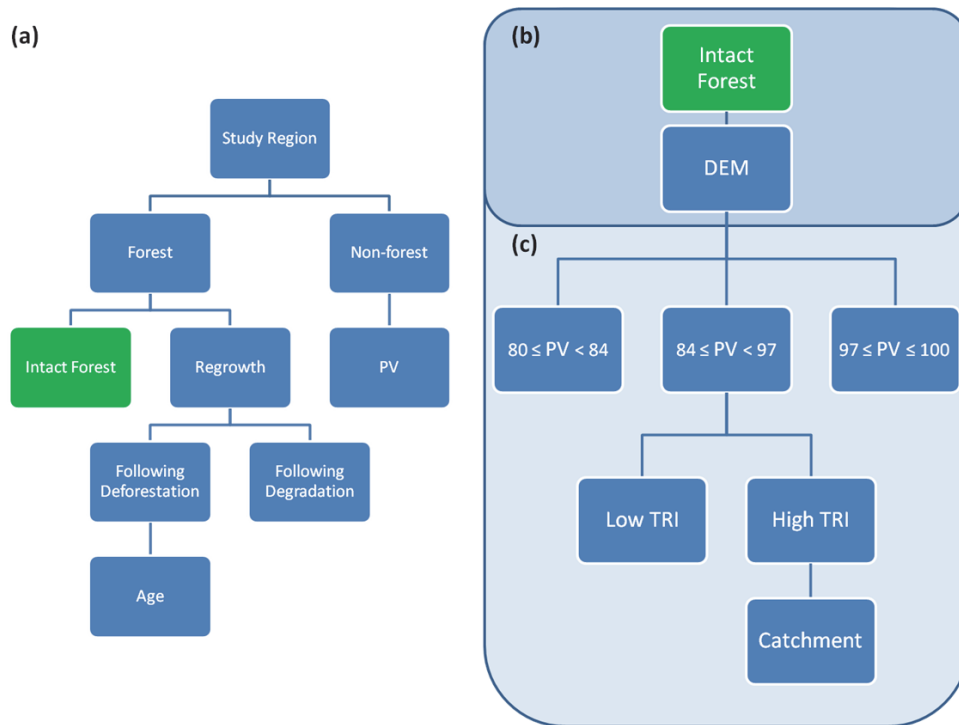 (a)
Study Region
Forest
Non-forest
Intact Forest
Regrowth
PV
Following
Deforestation
Following
Degradation
Age
(b)
Intact
Forest
DEM
(c)
80 ≤ PV < 84
84 ≤ PV < 97
97 ≤ PV ≤ 100
Low TRI
High TRI
Catchment